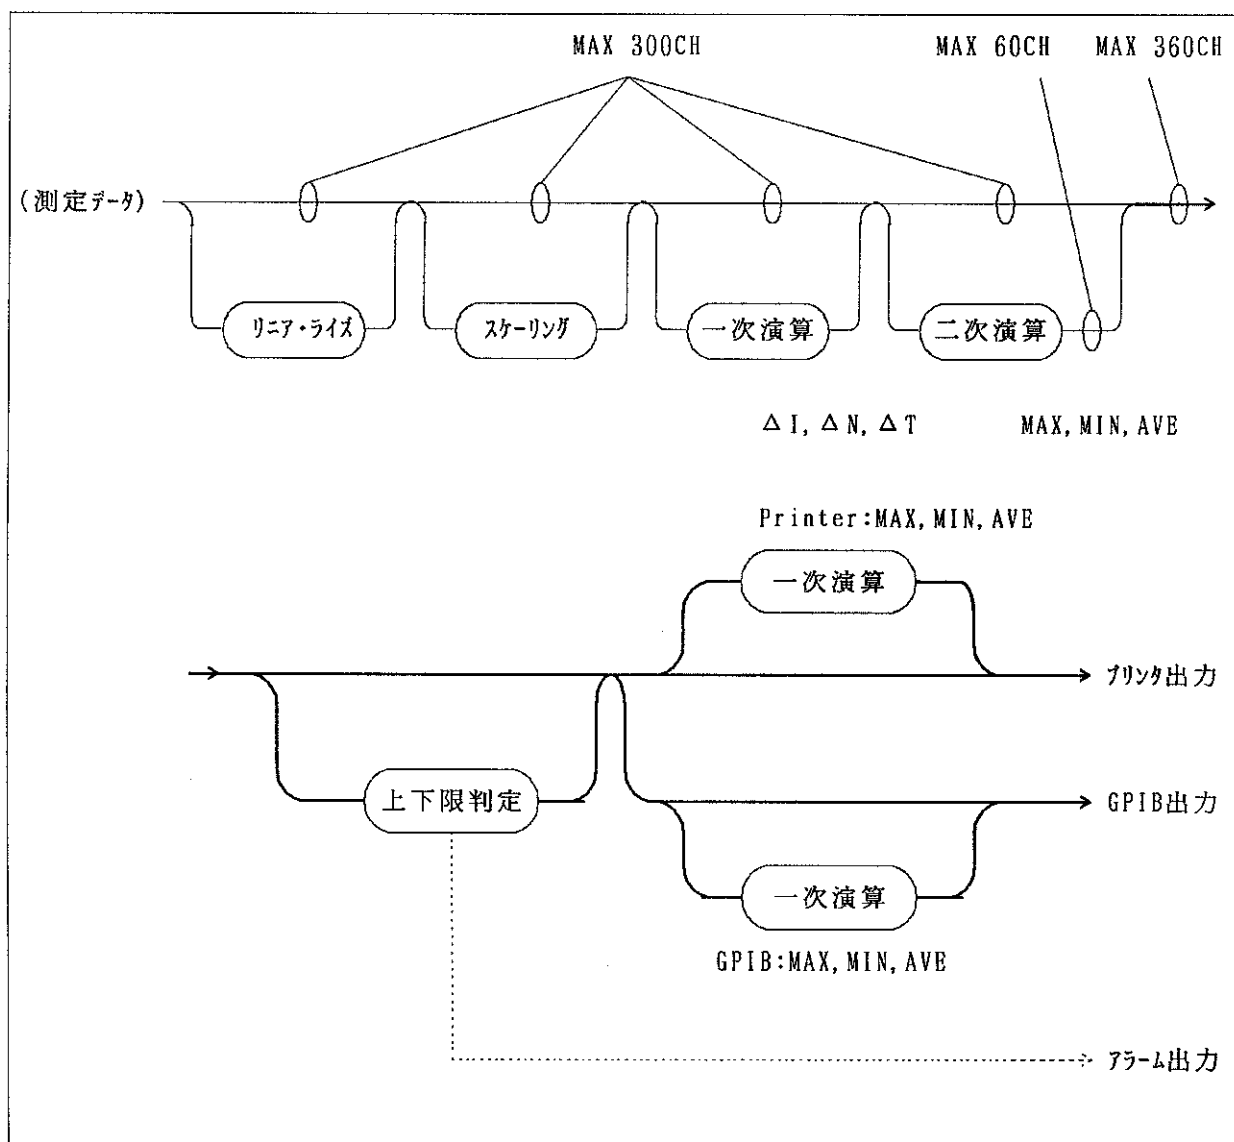 MAX 300CH
MAX 60CH
MAX 360CH
(測定データ)
リニア・ライズ
スケーリング
一次演算
二次演算
ΔI, ΔN, ΔT
MAX, MIN, AVE
Printer:MAX, MIN, AVE
一次演算
プリンタ出力
上下限判定
GPIB出力
一次演算
GPIB:MAX, MIN, AVE
アラーム出力